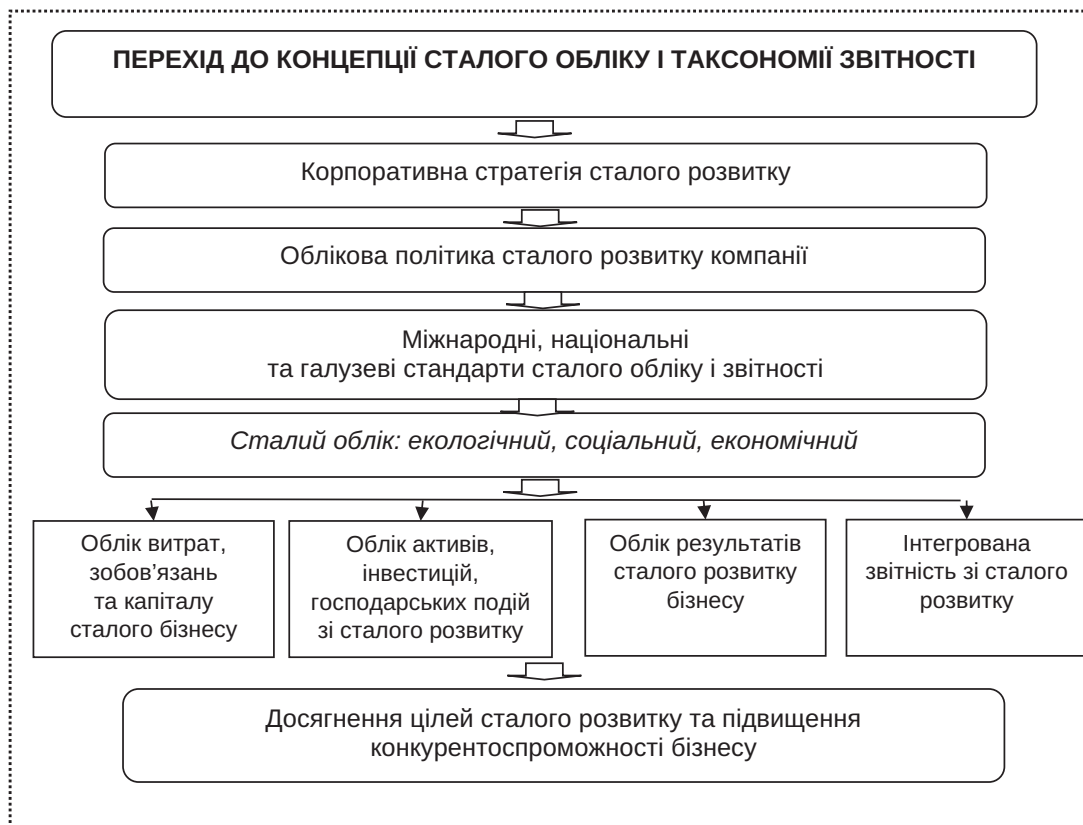 ПЕРЕХІД ДО КОНЦЕПЦІЇ СТАЛОГО ОБЛІКУ І ТАКСОНОМІЇ ЗВІТНОСТІ
Корпоративна стратегія сталого розвитку
Облікова політика сталого розвитку компанії
Міжнародні, національні
та галузеві стандарти сталого обліку і звітності
Сталий облік: екологічний, соціальний, економічний
Облік витрат,
зобов’язань
та капіталу
сталого бізнесу
Облік активів,
інвестицій,
господарських подій
зі сталого розвитку
Облік результатів
сталого розвитку
бізнесу
Інтегрована
звітність зі сталого
розвитку
Досягнення цілей сталого розвитку та підвищення
конкурентоспроможності бізнесу